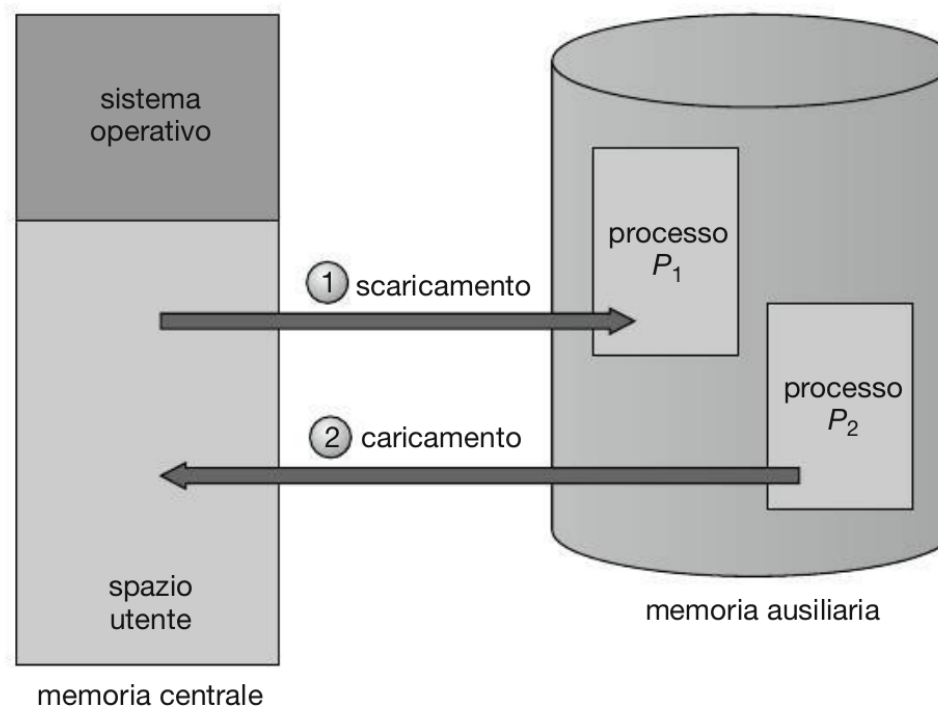 sistema
operativo
processo
P1
1 scaricamento
processo
P2
2 caricamento
spazio
utente
memoria ausiliaria
memoria centrale